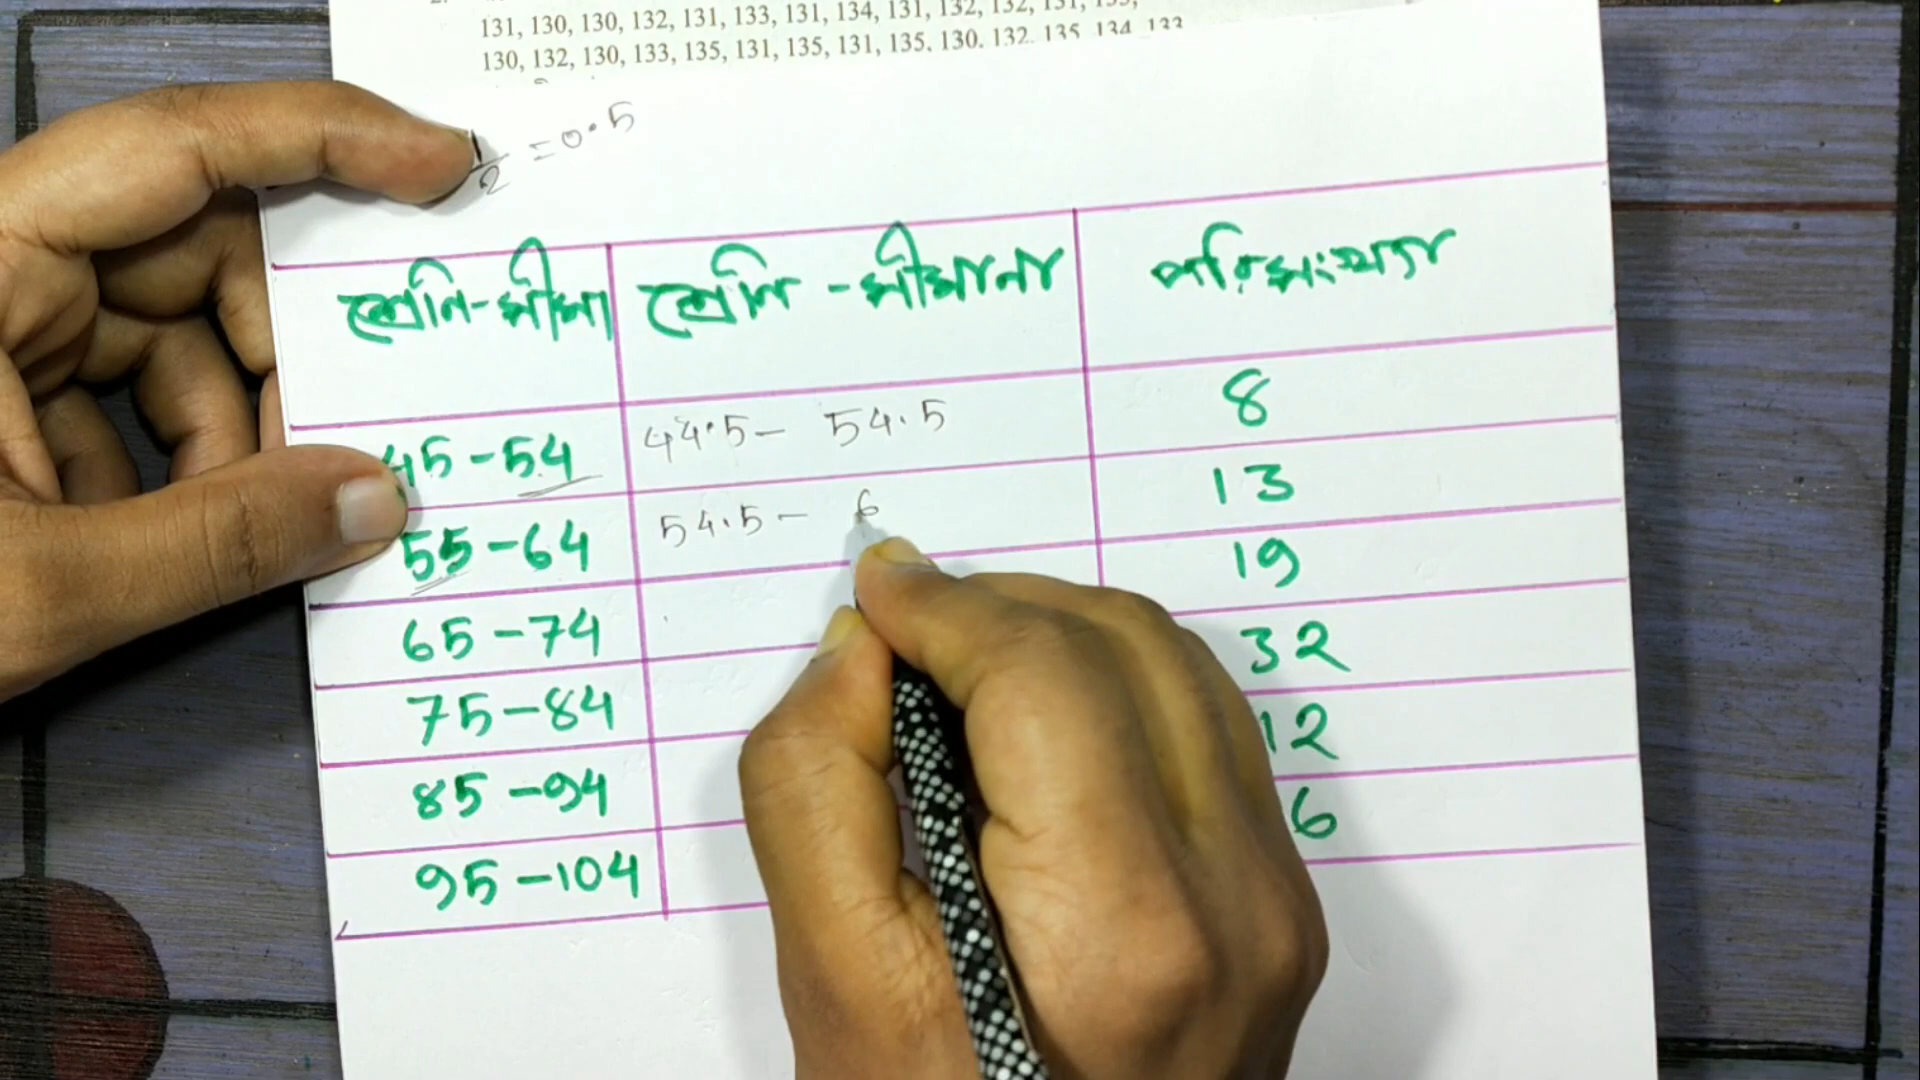 131, 130, 130, 132, 131, 133, 131, 134, 131, 132, 132, 131, 133,
130, 132, 130, 133, 135, 131, 135, 131, 135, 130, 132, 135, 134, 133
1/2 = 0.5
শ্রেনি-সীমা শ্রেনি-সীমানা পরিসংখ্যা
45-54 44.5- 54.5 8
55-64 54.5- 6 13
65-74 19
75-84 32
85-94 12
95-104 6